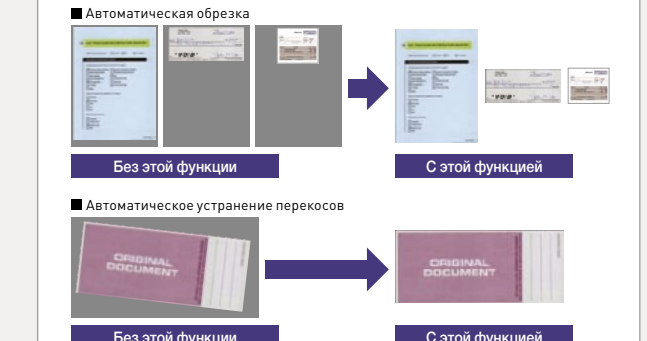 Автоматическая обрезка
Без этой функции
С этой функцией
Автоматическое устранение перекосов
ORIGINAL
DOCUMENT
ORIGINAL
DOCUMENT
Без этой функции
С этой функцией